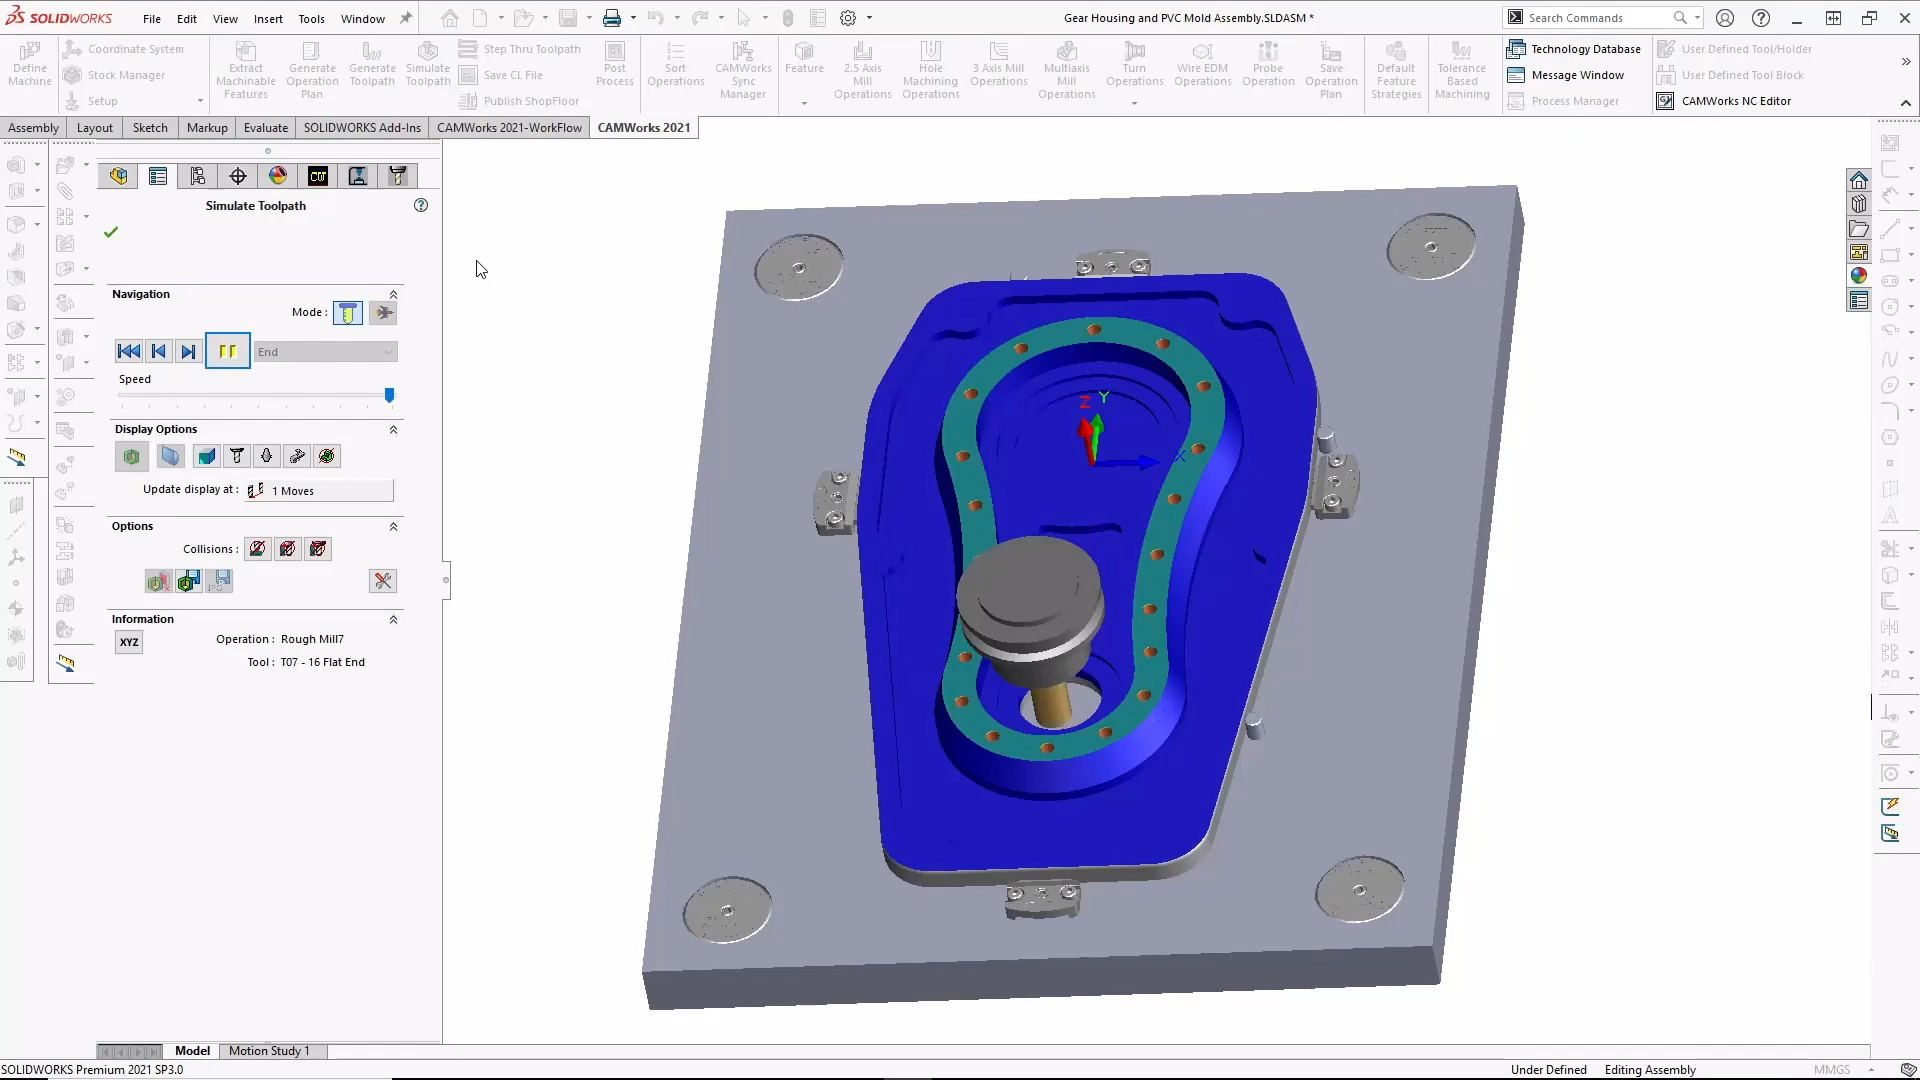 SOLIDWORKS
File
Edit
View
Insert
Tools
Window
Gear Housing and PVC Mold Assembly.SLDASM *
Search Commands
Define Machine
Coordinate System
Stock Manager
Setup
Extract Machinable Features
Generate Operation Plan
Generate Toolpath
Simulate Toolpath
Step Thru Toolpath
Save CL File
Publish ShopFloor
Post Process
Sort Operations
CAMWorks Sync Manager
Feature
2.5 Axis Mill Operations
Hole Machining Operations
3 Axis Mill Operations
Multiaxis Mill Operations
Turn Operations
Wire EDM Operations
Probe Operations
Save Operation Plan
Default Feature Strategies
Tolerance Based Machining
Technology Database
Message Window
Process Manager
User Defined Tool/Holder
User Defined Tool Block
CAMWorks NC Editor
Assembly
Layout
Sketch
Markup
Evaluate
SOLIDWORKS Add-Ins
CAMWorks 2021-WorkFlow
CAMWorks 2021
CW
Simulate Toolpath
Navigation
Mode :
End
Speed
Display Options
Update display at :
1 Moves
Options
Collisions :
Information
XYZ
Operation : Rough Mill7
Tool : T07 - 16 Flat End
Z
Y
X
Model
Motion Study 1
SOLIDWORKS Premium 2021 SP3.0
Under Defined
Editing Assembly
MMGS